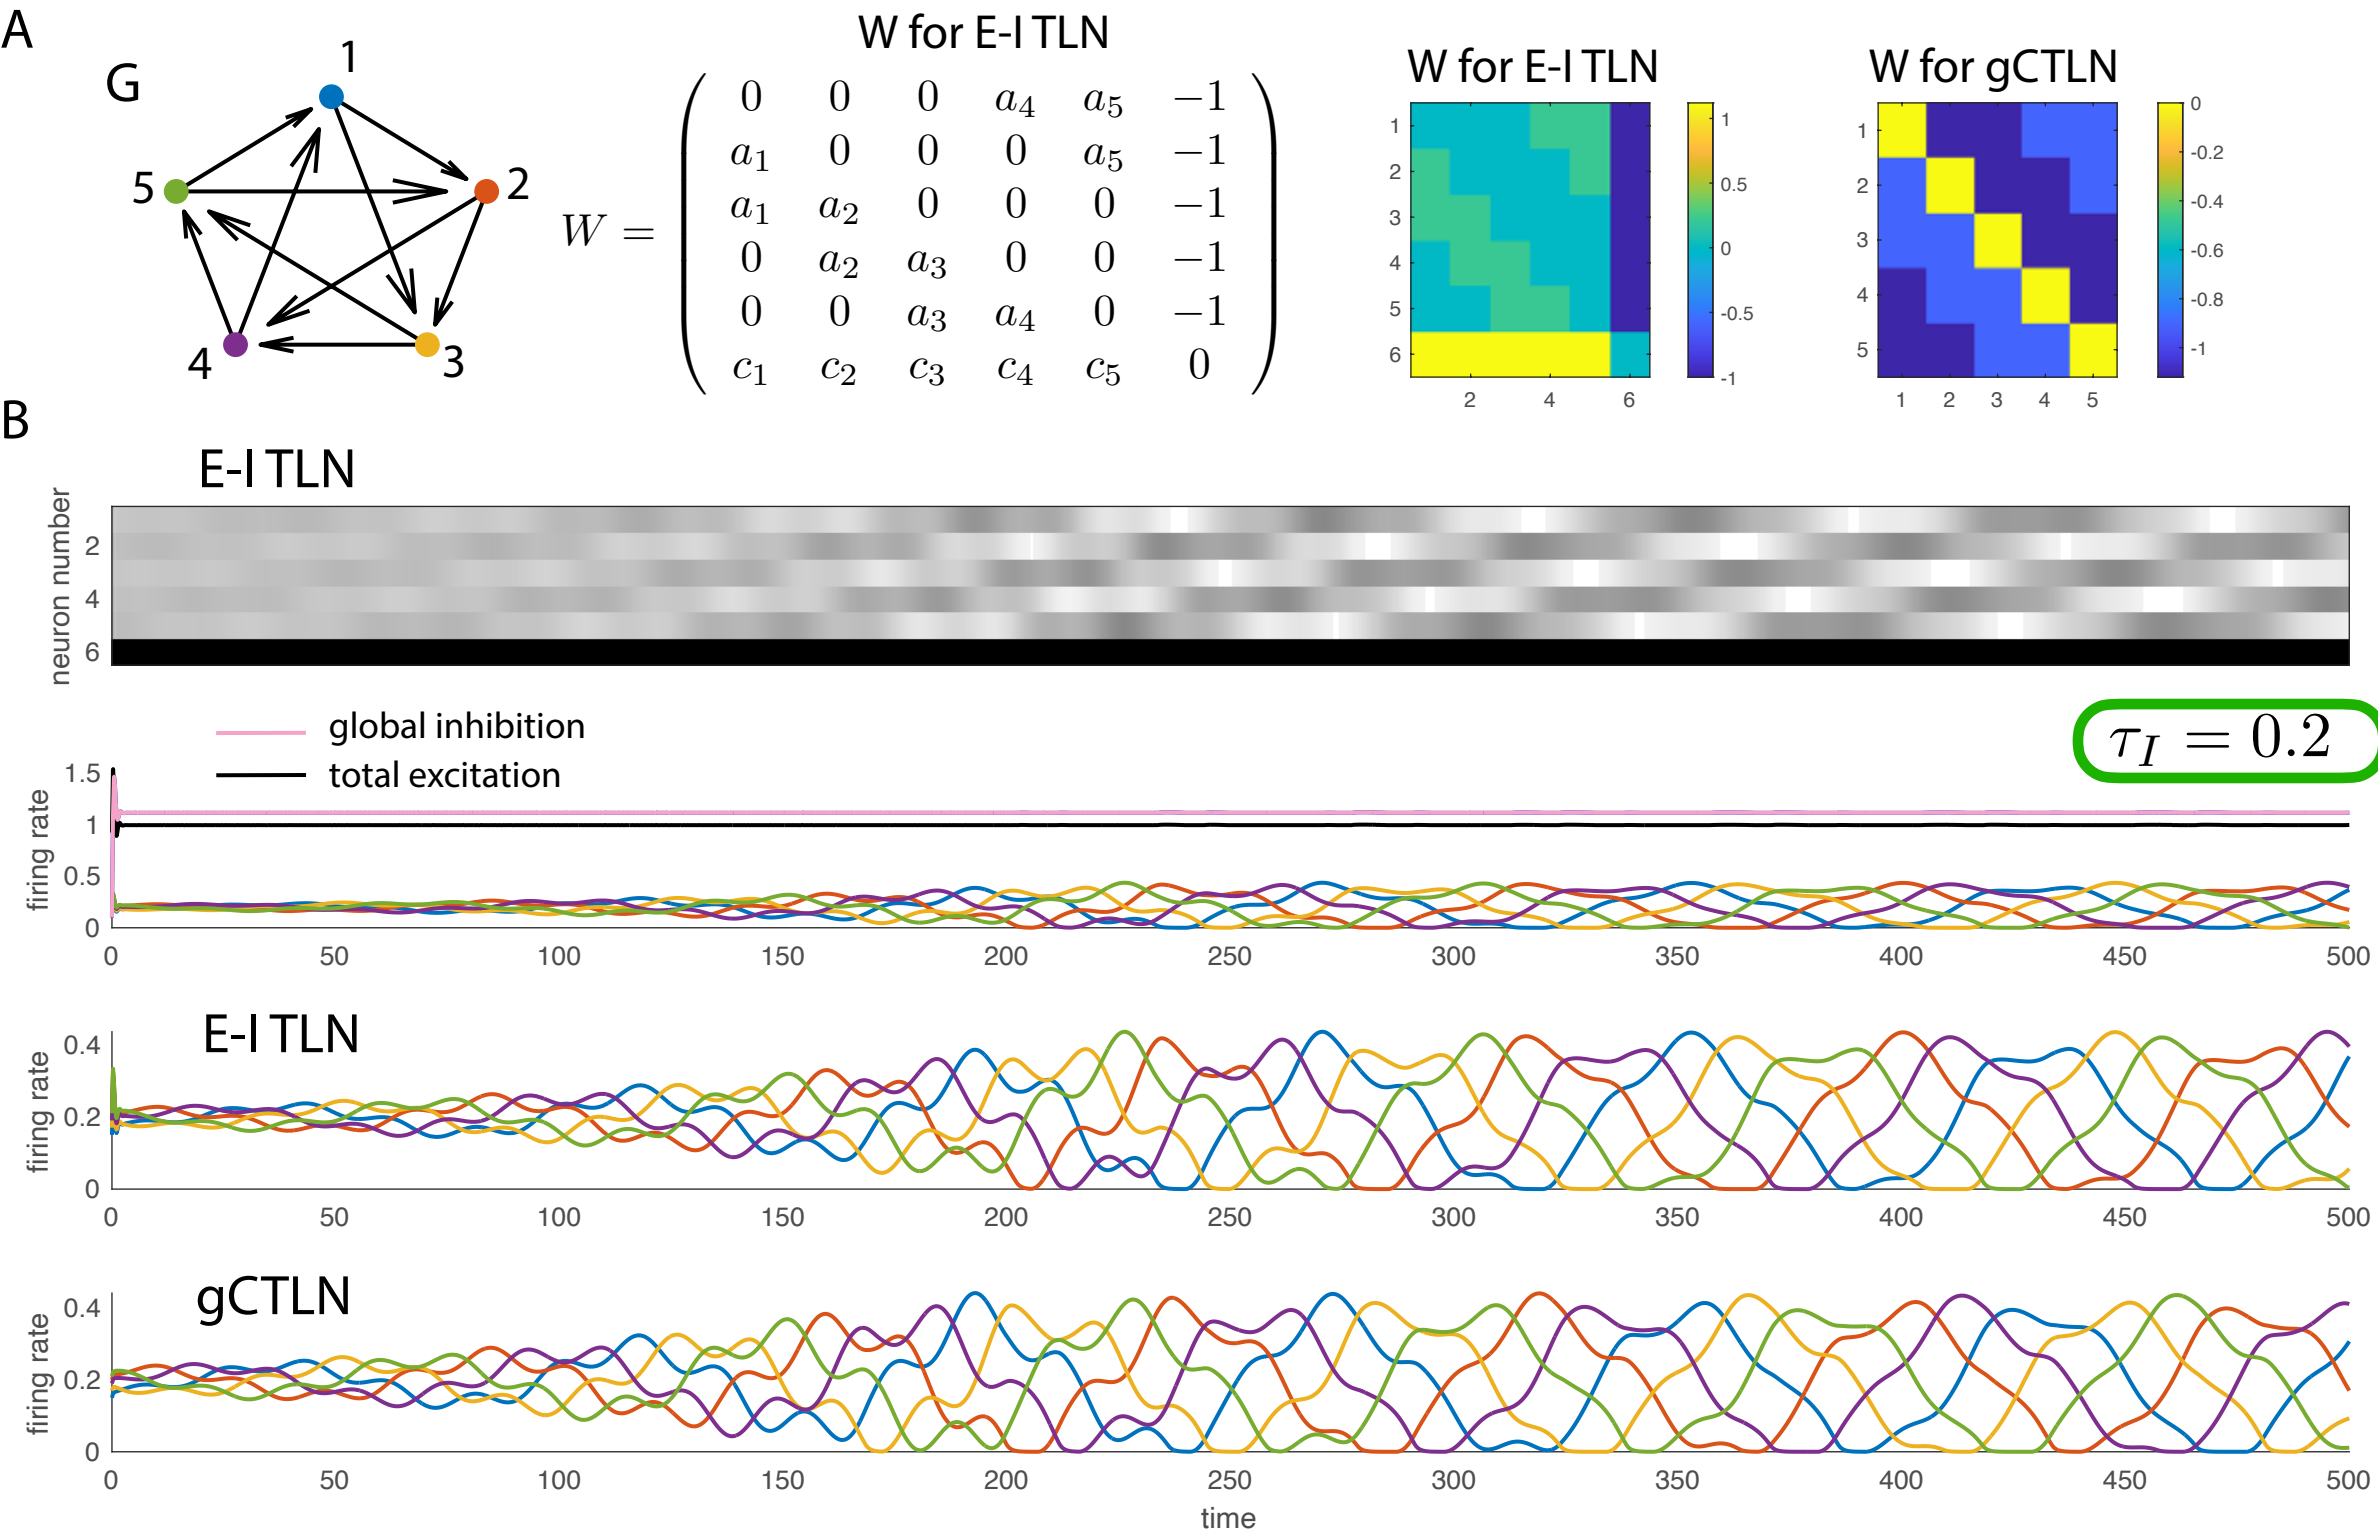 A
G
1
5
2
4
3
W for E-I TLN
W =
0 0 0 a₄ a₅ −1
a₁ 0 0 0 a₅ −1
a₁ a₂ 0 0 0 −1
0 a₂ a₃ 0 0 −1
0 0 a₃ a₄ 0 −1
c₁ c₂ c₃ c₄ c₅ 0
W for E-I TLN
1
2
3
4
5
6
2 4 6
1
0.5
0
-0.5
-1
W for gCTLN
1
2
3
4
5
1 2 3 4 5
0
-0.2
-0.4
-0.6
-0.8
-1
B
E-I TLN
neuron number
2
4
6
global inhibition
total excitation
τ_I = 0.2
firing rate
1.5
1
0.5
0
0 50 100 150 200 250 300 350 400 450 500
E-I TLN
firing rate
0.4
0.2
0
0 50 100 150 200 250 300 350 400 450 500
gCTLN
firing rate
0.4
0.2
0
0 50 100 150 200 250 300 350 400 450 500
time